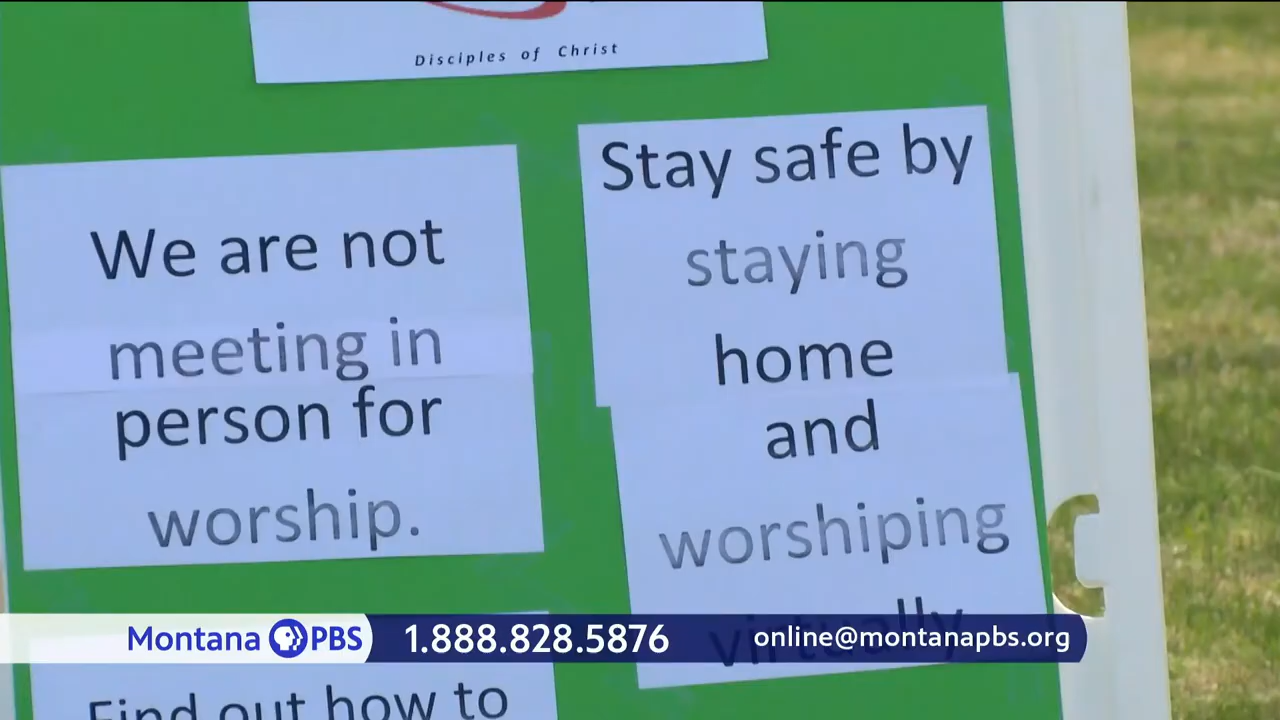 Disciples of Christ
We are not
meeting in
person for
worship.
Stay safe by
staying
home
and
worshiping
virtually
Find out how to
Montana PBS
1.888.828.5876
online@montanapbs.org